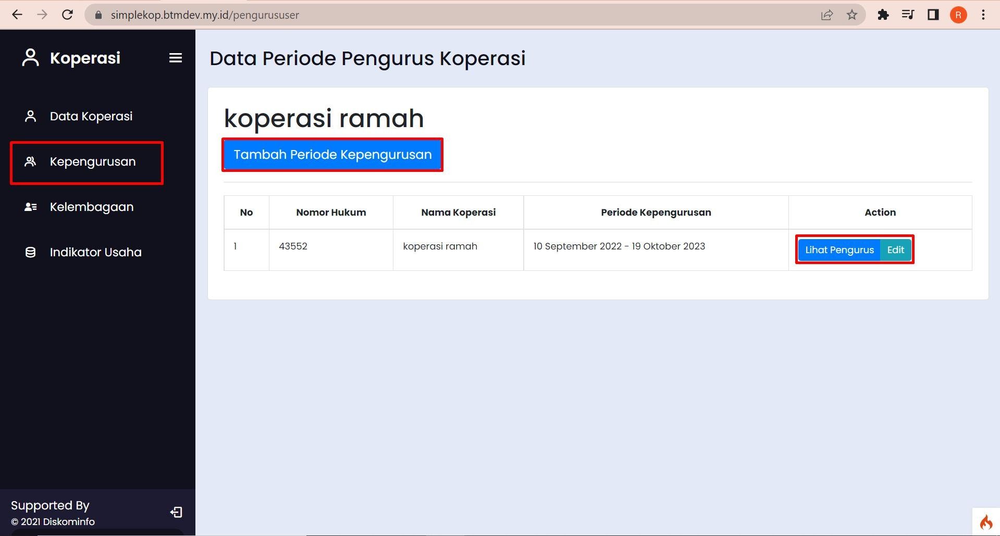 simplekop.btmdev.my.id/pengurususer
R
Koperasi
Data Koperasi
Kepengurusan
Kelembagaan
Indikator Usaha
Supported By
© 2021 Diskominfo
Data Periode Pengurus Koperasi
koperasi ramah
Tambah Periode Kepengurusan
No Nomor Hukum Nama Koperasi Periode Kepengurusan Action
1 43552 koperasi ramah 10 September 2022 - 19 Oktober 2023 Lihat Pengurus Edit